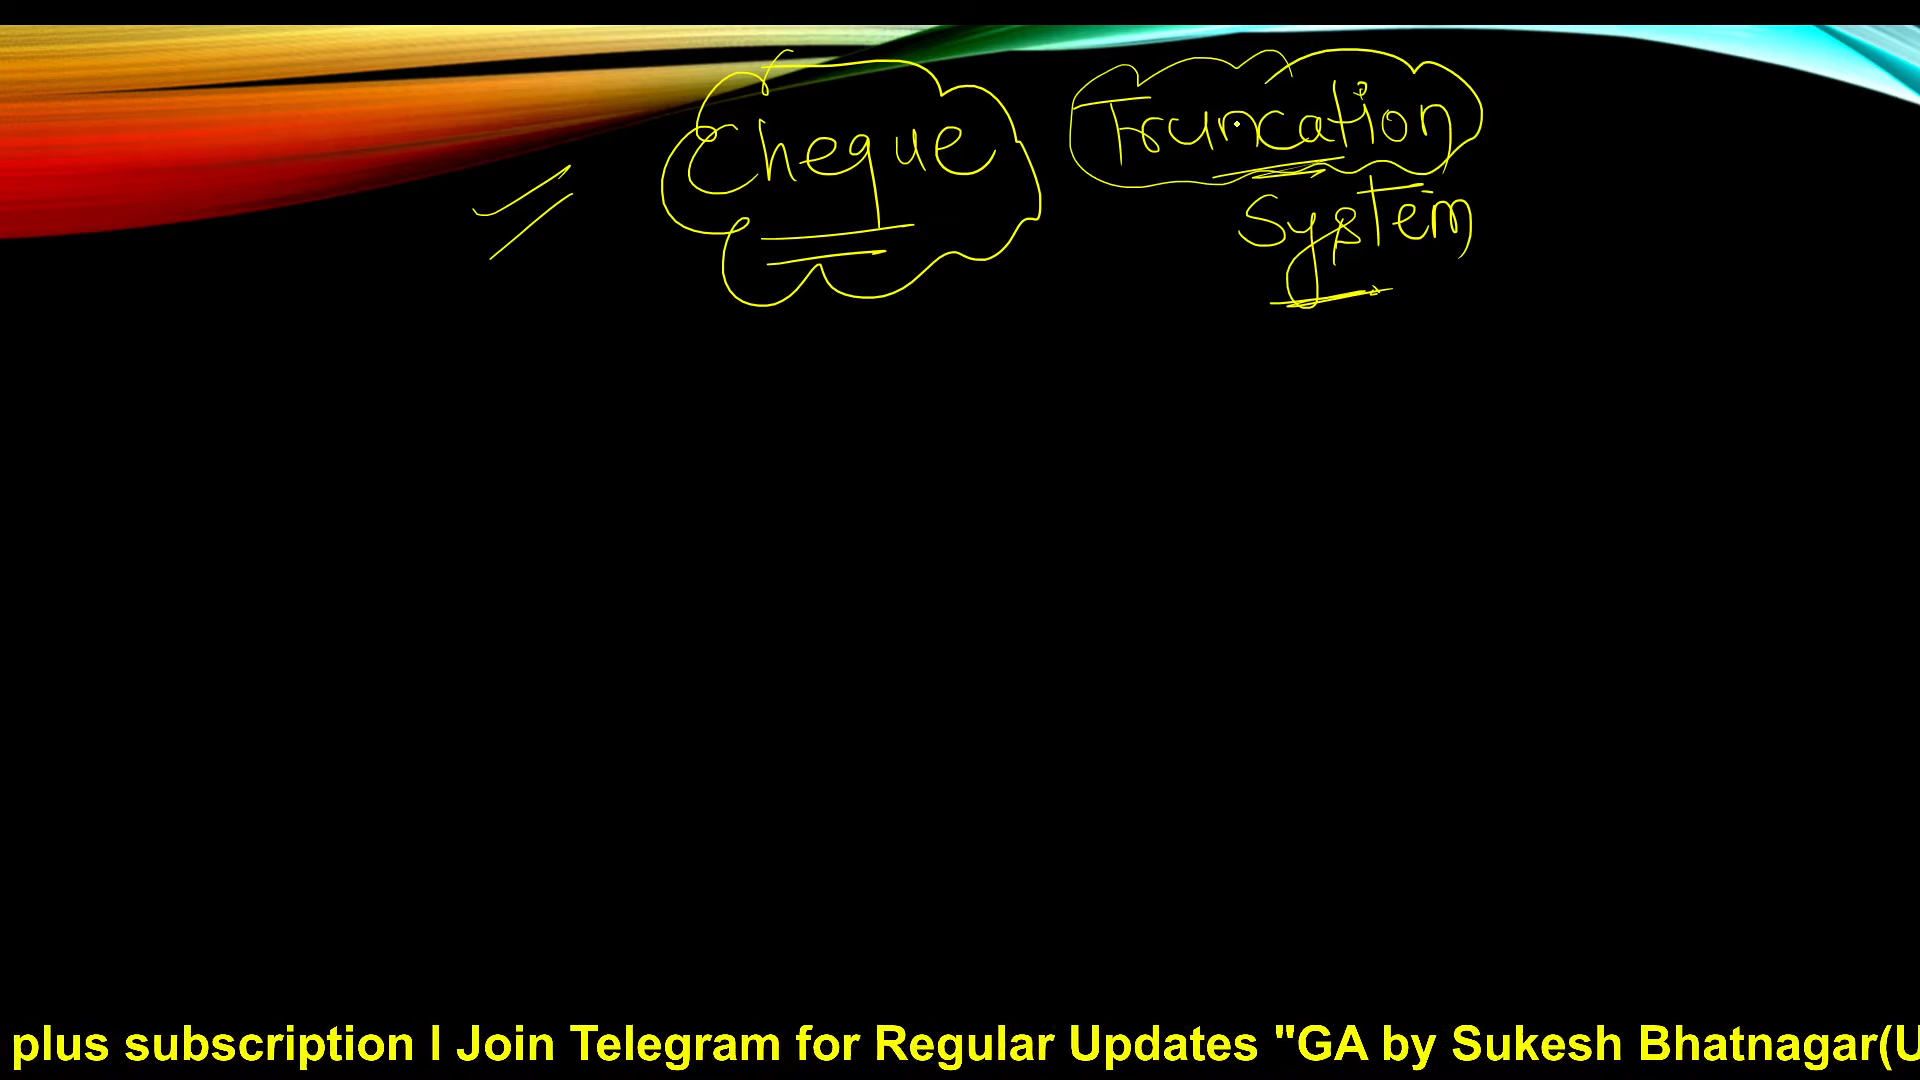 Cheque Truncation
System
plus subscription I Join Telegram for Regular Updates "GA by Sukesh Bhatnagar(U